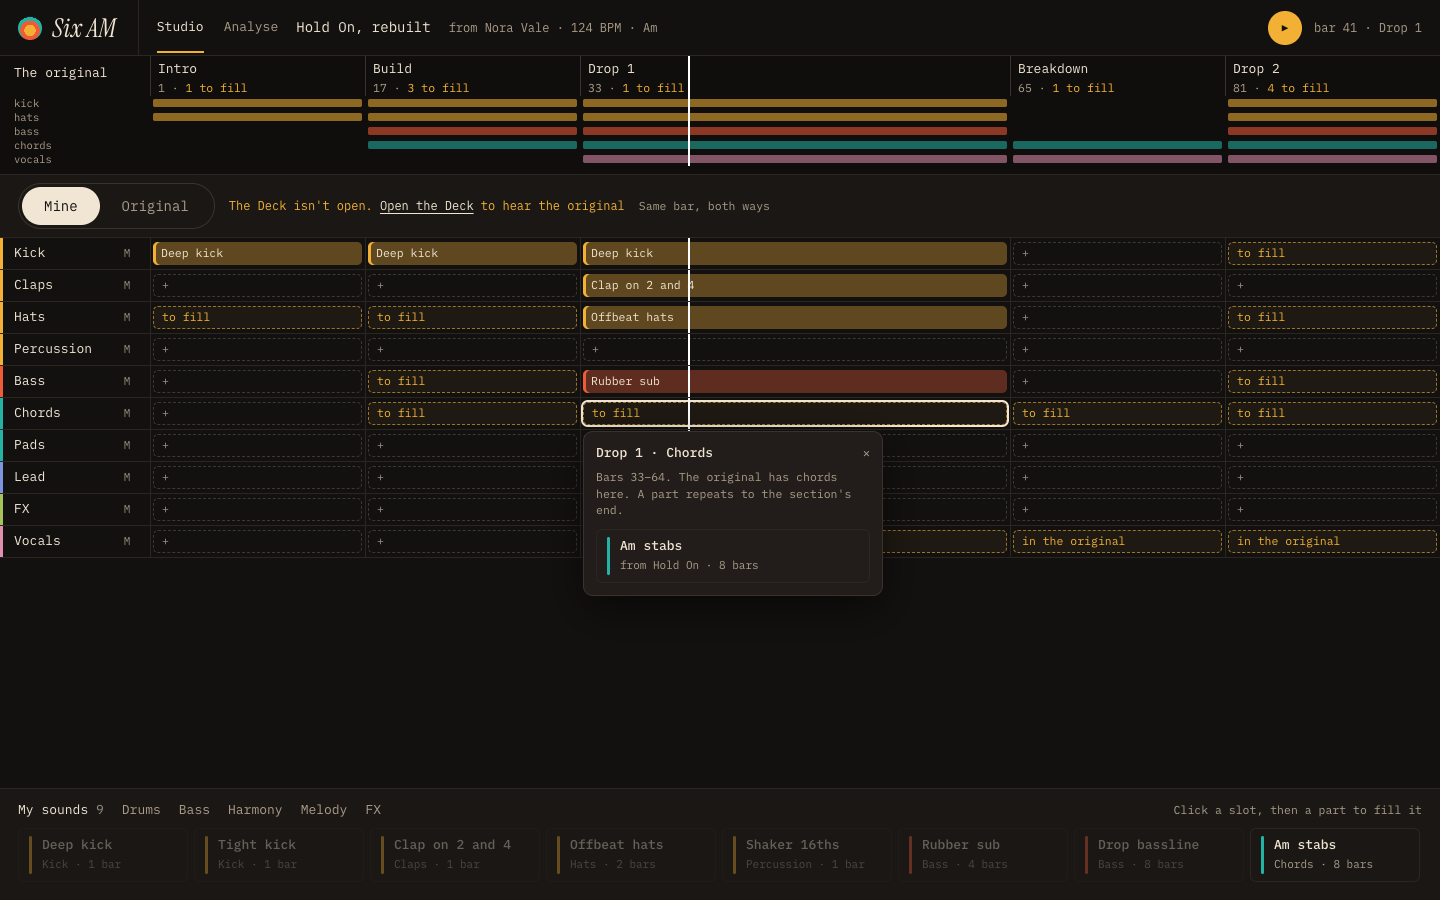 Six AM
Studio Analyse Hold On, rebuilt from Nora Vale · 124 BPM · Am bar 41 · Drop 1
The original Intro Build Drop 1 Breakdown Drop 2
1 · 1 to fill 17 · 3 to fill 33 · 1 to fill 65 · 1 to fill 81 · 4 to fill
kick
hats
bass
chords
vocals
Mine Original The Deck isn't open. Open the Deck to hear the original Same bar, both ways
Kick M Deep kick Deep kick Deep kick + to fill
Claps M + + Clap on 2 and 4 + +
Hats M to fill to fill Offbeat hats + to fill
Percussion M + + + + +
Bass M + to fill Rubber sub + to fill
Chords M + to fill to fill to fill to fill
Pads M + + + +
Lead M + + + +
FX M + + + +
Vocals M + + in the original in the original
Drop 1 · Chords ×
Bars 33–64. The original has chords
here. A part repeats to the section's
end.
Am stabs
from Hold On · 8 bars
My sounds 9 Drums Bass Harmony Melody FX Click a slot, then a part to fill it
Deep kick Tight kick Clap on 2 and 4 Offbeat hats Shaker 16ths Rubber sub Drop bassline Am stabs
Kick · 1 bar Kick · 1 bar Claps · 1 bar Hats · 2 bars Percussion · 1 bar Bass · 4 bars Bass · 8 bars Chords · 8 bars